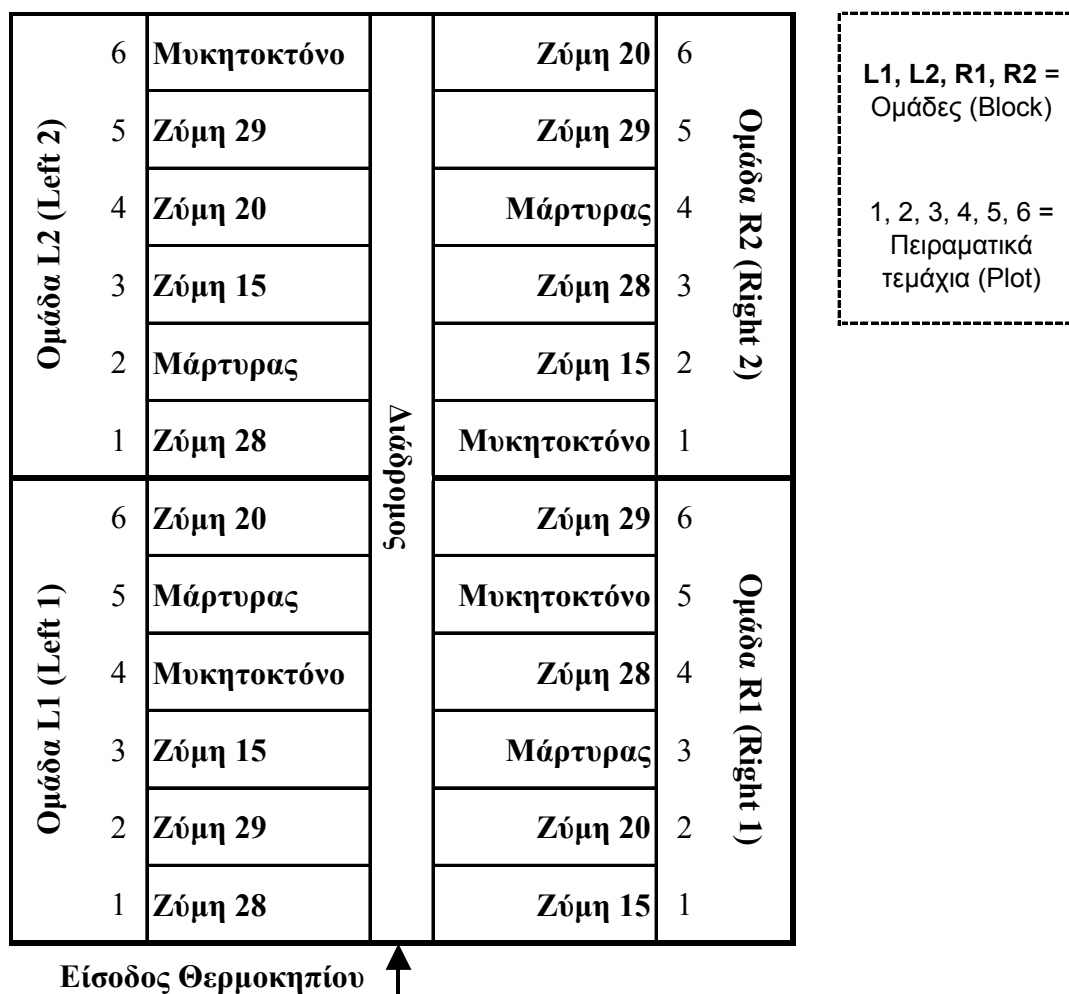 Ομάδα L2 (Left 2)
6 Μυκητοκτόνο
5 Ζύμη 29
4 Ζύμη 20
3 Ζύμη 15
2 Μάρτυρας
1 Ζύμη 28
Ομάδα L1 (Left 1)
6 Ζύμη 20
5 Μάρτυρας
4 Μυκητοκτόνο
3 Ζύμη 15
2 Ζύμη 29
1 Ζύμη 28
Διάδρομος
Ζύμη 20 6
Ζύμη 29 5
Μάρτυρας 4
Ζύμη 28 3
Ζύμη 15 2
Μυκητοκτόνο 1
Ομάδα R2 (Right 2)
Ζύμη 29 6
Μυκητοκτόνο 5
Ζύμη 28 4
Μάρτυρας 3
Ζύμη 20 2
Ζύμη 15 1
Ομάδα R1 (Right 1)
Είσοδος Θερμοκηπίου
L1, L2, R1, R2 =
Ομάδες (Block)
1, 2, 3, 4, 5, 6 =
Πειραματικά
τεμάχια (Plot)